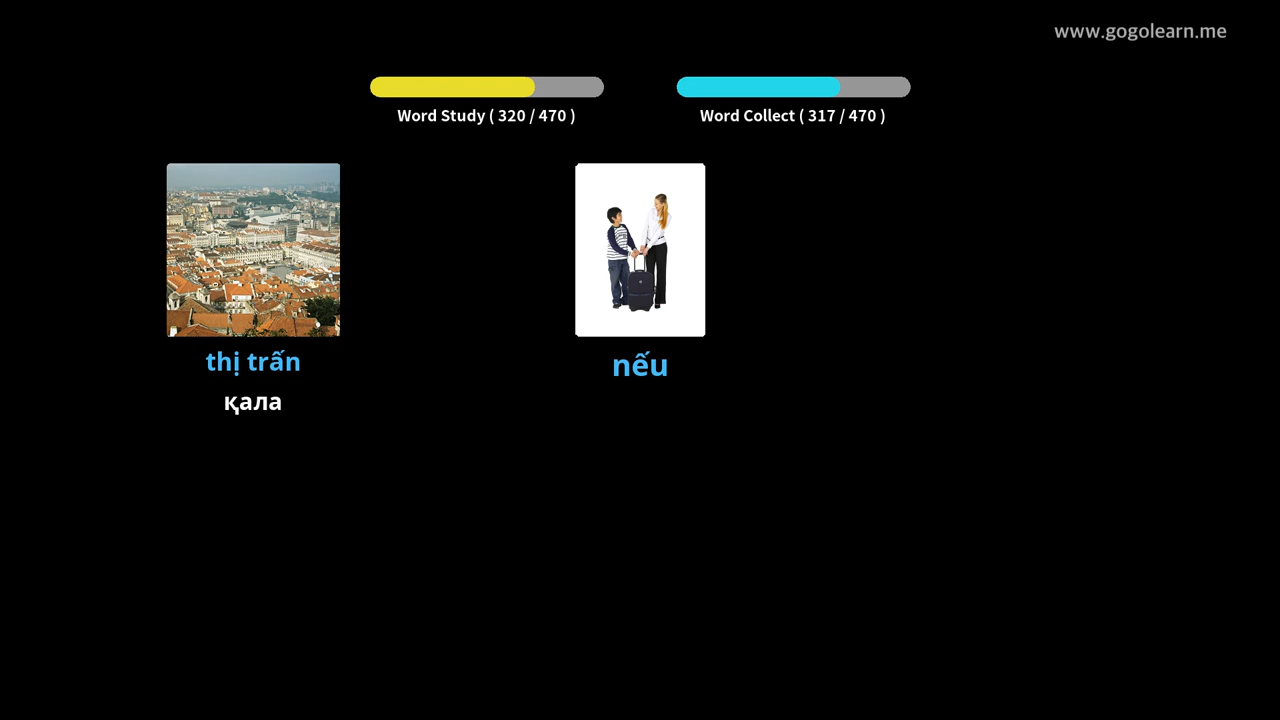 www.gogolearn.me
Word Study ( 320 / 470 )
Word Collect ( 317 / 470 )
thị trấn
қала
nếu